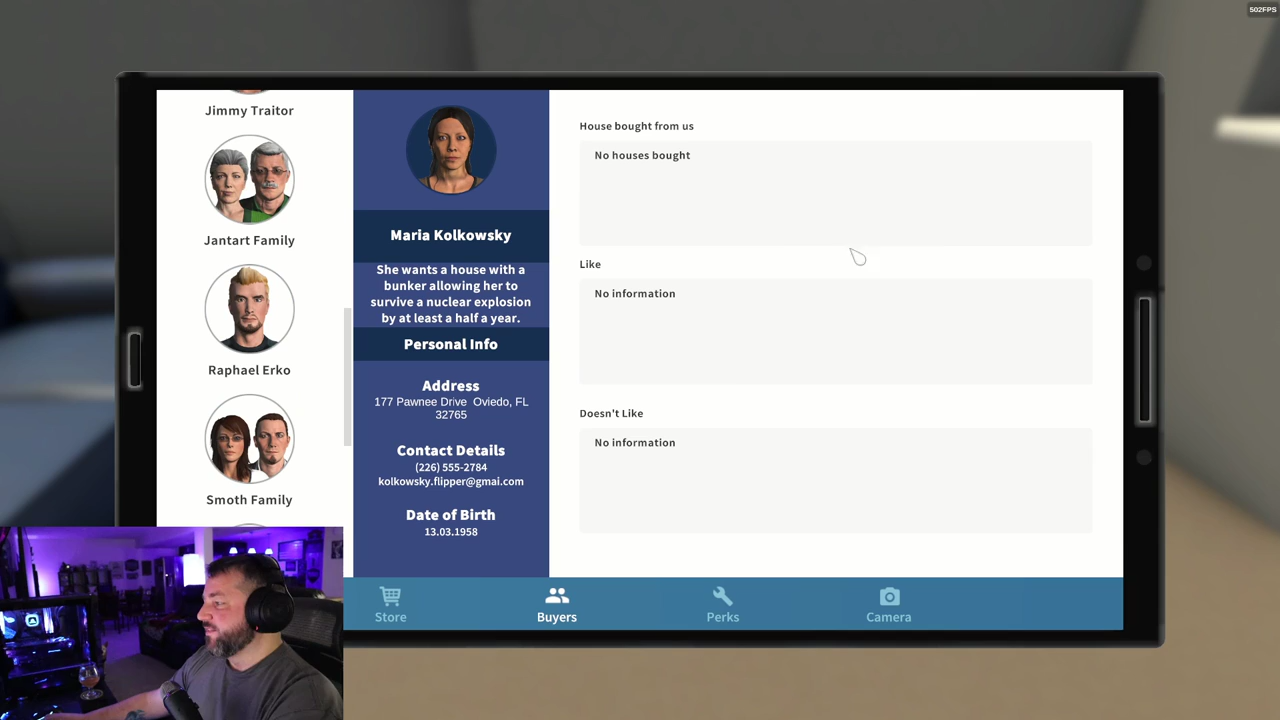 502FPS
Jimmy Traitor
Jantart Family
Raphael Erko
Smoth Family
Maria Kolkowsky
She wants a house with a
bunker allowing her to
survive a nuclear explosion
by at least a half a year.
Personal Info
Address
177 Pawnee Drive Oviedo, FL
32765
Contact Details
(226) 555-2784
kolkowsky.flipper@gmai.com
Date of Birth
13.03.1958
House bought from us
No houses bought
Like
No information
Doesn't Like
No information
Store
Buyers
Perks
Camera